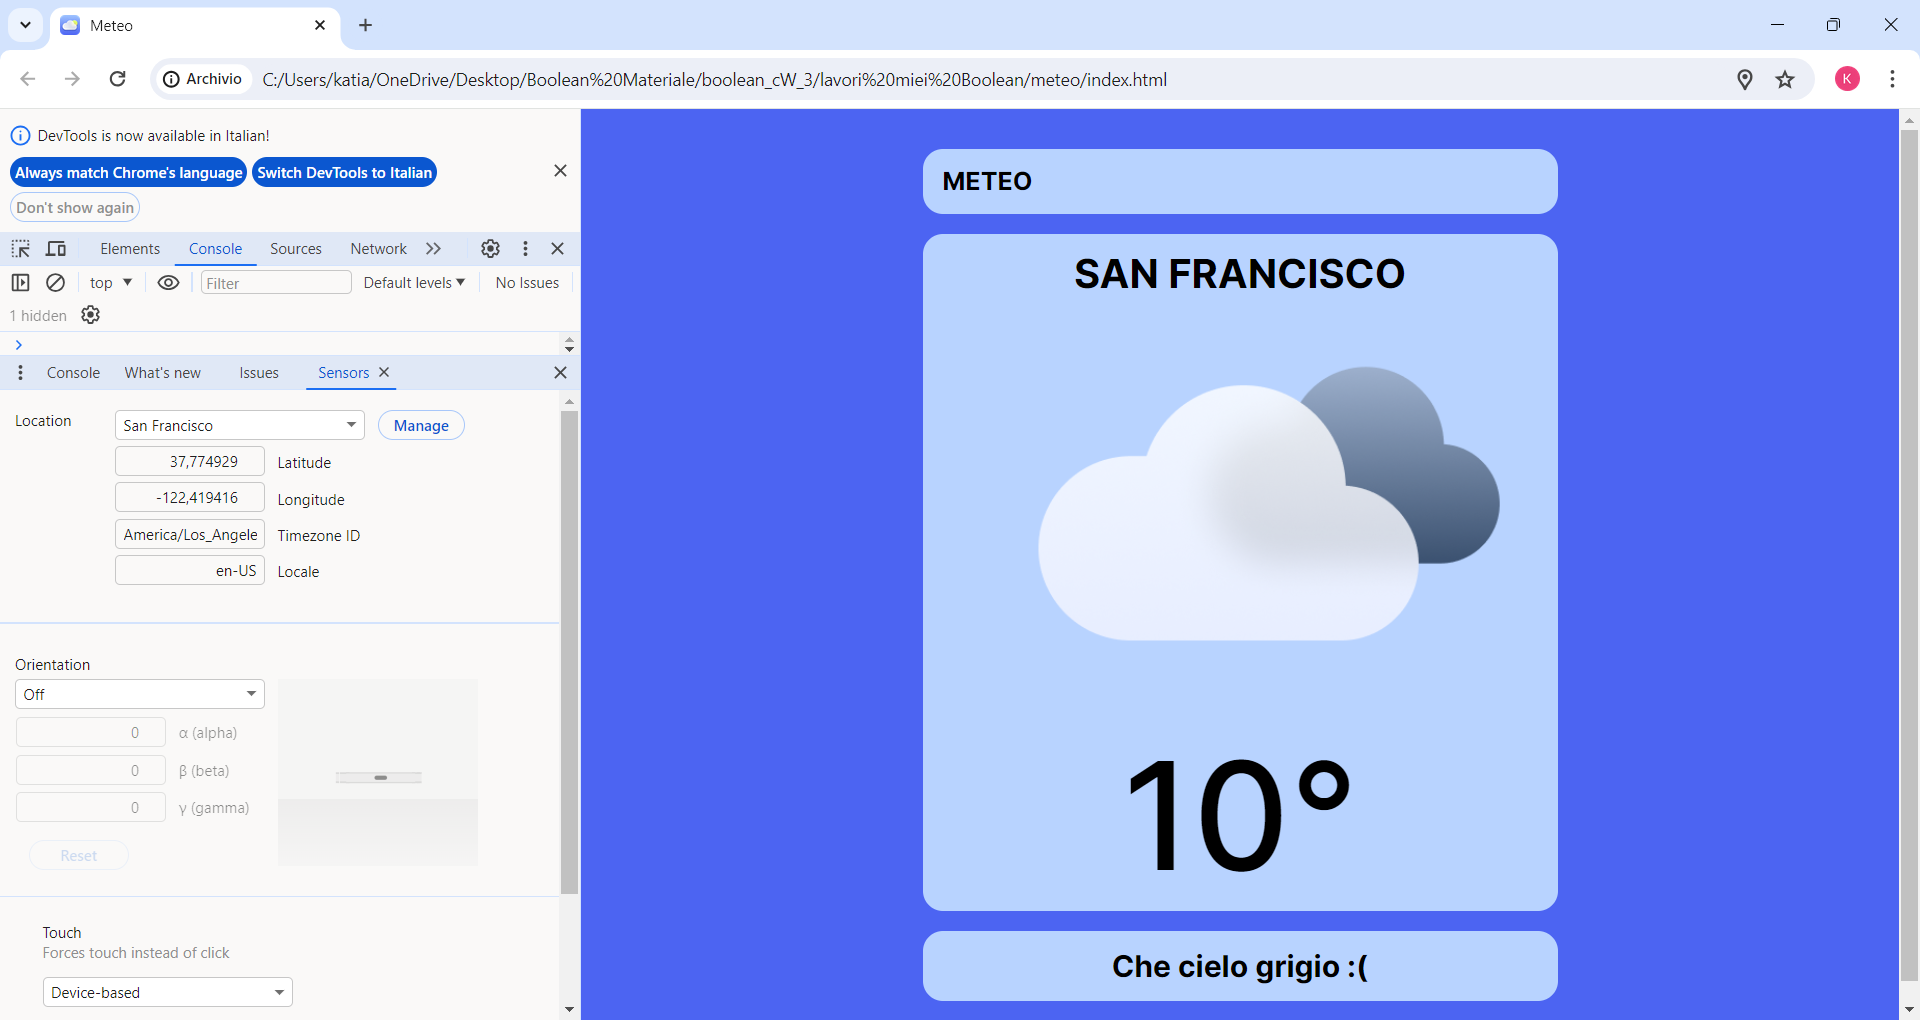 Meteo
Archivio
C:/Users/katia/OneDrive/Desktop/Boolean%20Materiale/boolean_cW_3/lavori%20miei%20Boolean/meteo/index.html
K
DevTools is now available in Italian!
Always match Chrome's language
Switch DevTools to Italian
Don't show again
Elements
Console
Sources
Network
top
Filter
Default levels
No Issues
1 hidden
Console
What's new
Issues
Sensors
Location
San Francisco
Manage
37,774929
Latitude
-122,419416
Longitude
America/Los_Angele
Timezone ID
en-US
Locale
Orientation
Off
0
α (alpha)
0
β (beta)
0
γ (gamma)
Reset
Touch
Forces touch instead of click
Device-based
METEO
SAN FRANCISCO
10°
Che cielo grigio :(